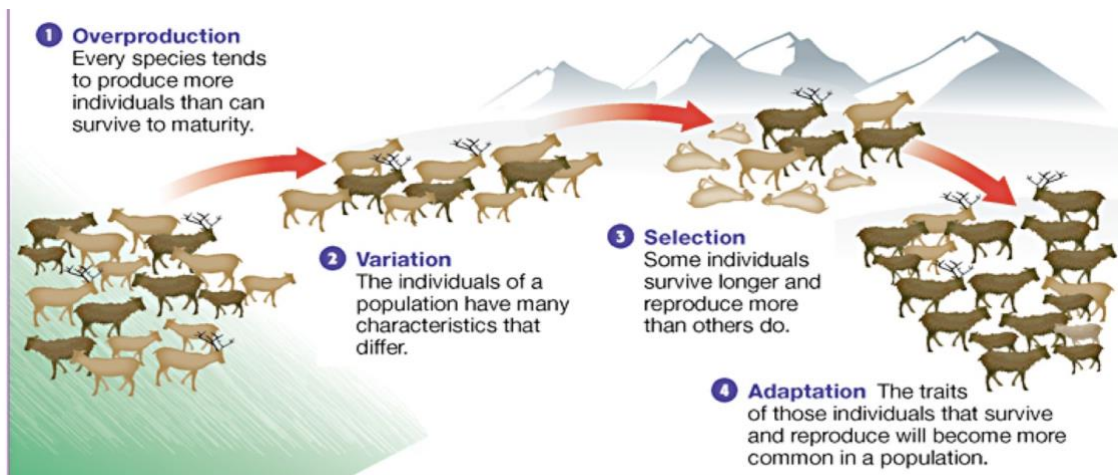 1 Overproduction
Every species tends
to produce more
individuals than can
survive to maturity.
2 Variation
The individuals of a
population have many
characteristics that
differ.
3 Selection
Some individuals
survive longer and
reproduce more
than others do.
4 Adaptation The traits
of those individuals that survive
and reproduce will become more
common in a population.